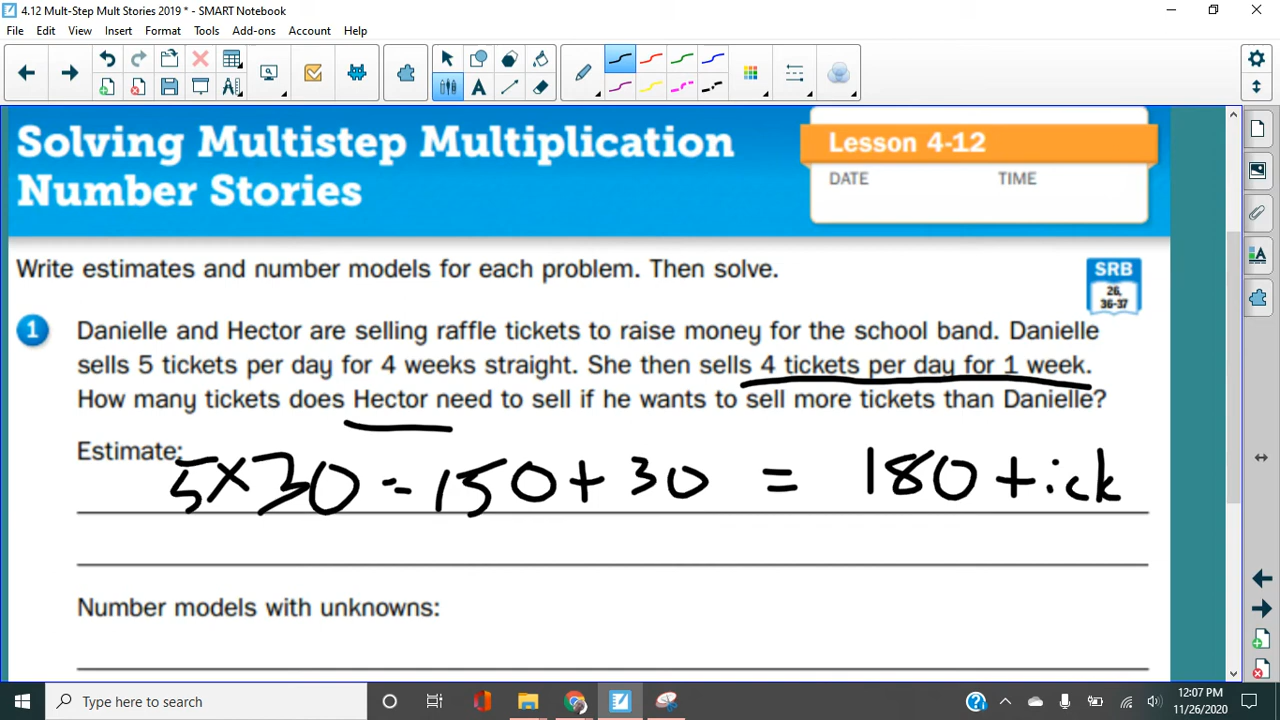 4.12 Mult-Step Mult Stories 2019 * - SMART Notebook
File Edit View Insert Format Tools Add-ons Account Help
Solving Multistep Multiplication
Number Stories
Lesson 4-12
DATE TIME
Write estimates and number models for each problem. Then solve.
SRB
26,
36-37
1 Danielle and Hector are selling raffle tickets to raise money for the school band. Danielle
sells 5 tickets per day for 4 weeks straight. She then sells 4 tickets per day for 1 week.
How many tickets does Hector need to sell if he wants to sell more tickets than Danielle?
Estimate:
5x30 = 150 + 30 = 180 tick
Number models with unknowns:
Type here to search
12:07 PM
11/26/2020